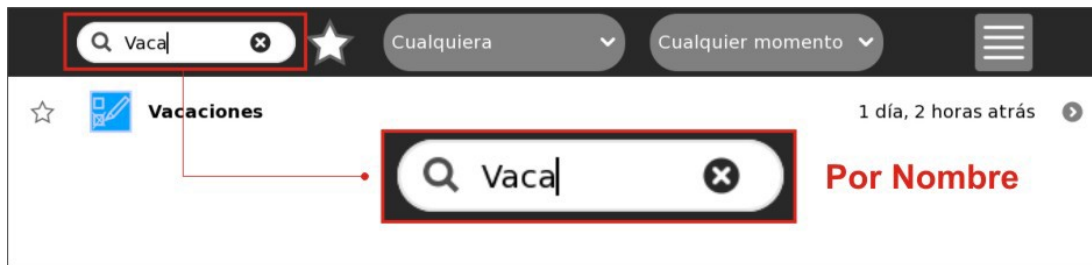 Vaca Cualquiera Cualquier momento
Vacaciones 1 día, 2 horas atrás
Vaca Por Nombre